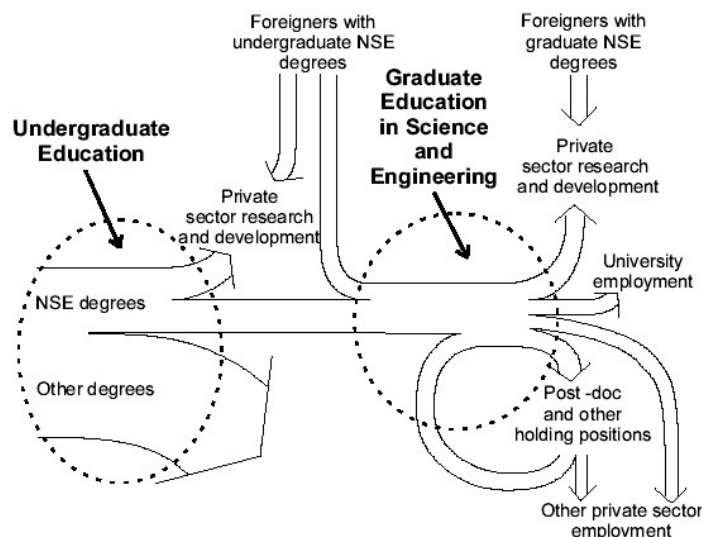 Foreigners with
undergraduate NSE
degrees
Foreigners with
graduate NSE
degrees
Graduate
Education
in Science
and
Engineering
Undergraduate
Education
Private
sector research
and development
Private
sector research
and development
University
employment
NSE degrees
Other degrees
Post -doc
and other
holding positions
Other private sector
employment